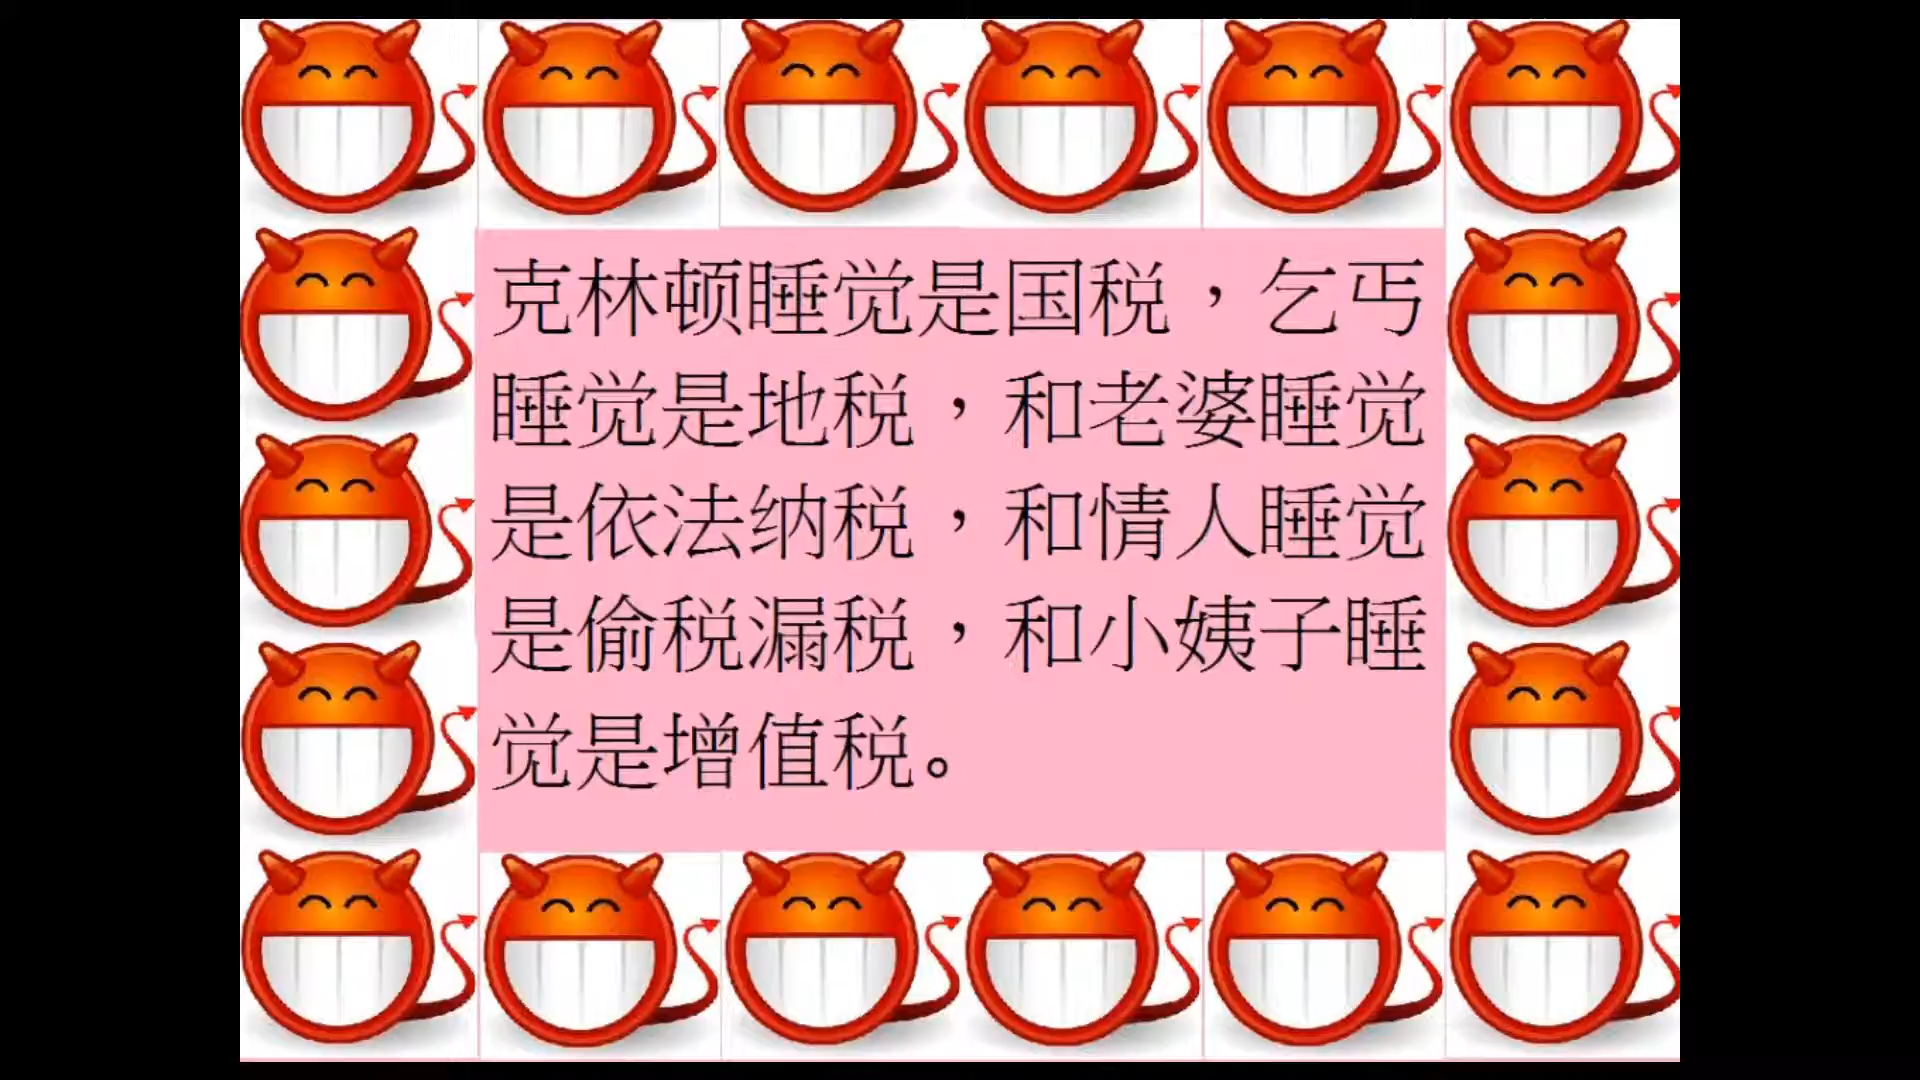 克林顿睡觉是国税，乞丐
睡觉是地税，和老婆睡觉
是依法纳税，和情人睡觉
是偷税漏税，和小姨子睡
觉是增值税。